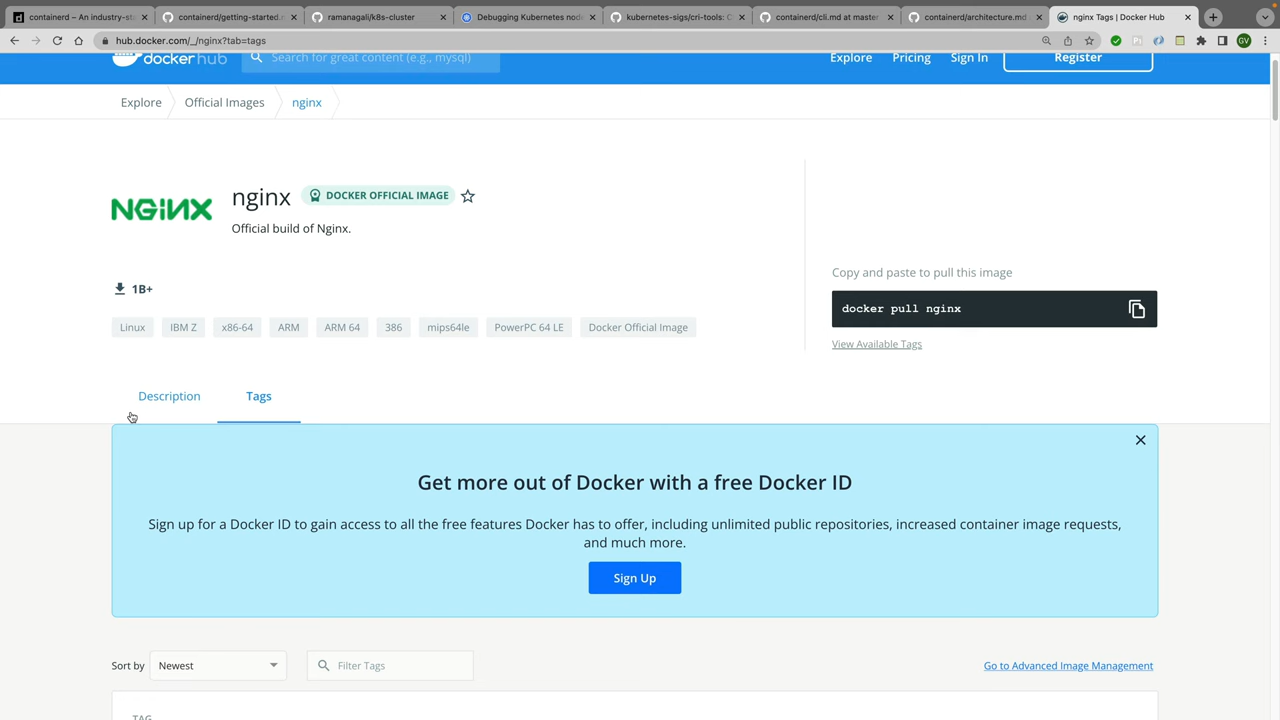 containerd – An industry-st
containerd/getting-started.m
ramanagali/k8s-cluster
Debugging Kubernetes node
kubernetes-sigs/cri-tools: C
containerd/cli.md at master
containerd/architecture.md
nginx Tags | Docker Hub
hub.docker.com/_/nginx?tab=tags
GV
dockerhub
Search for great content (e.g., mysql)
Explore
Pricing
Sign In
Register
Explore
Official Images
nginx
NGINX
nginx
DOCKER OFFICIAL IMAGE
Official build of Nginx.
1B+
Linux
IBM Z
x86-64
ARM
ARM 64
386
mips64le
PowerPC 64 LE
Docker Official Image
Copy and paste to pull this image
docker pull nginx
View Available Tags
Description
Tags
Get more out of Docker with a free Docker ID
Sign up for a Docker ID to gain access to all the free features Docker has to offer, including unlimited public repositories, increased container image requests,
and much more.
Sign Up
Sort by
Newest
Filter Tags
Go to Advanced Image Management
TAG